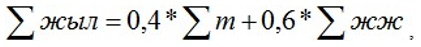 ∑ жыл = 0,4 * ∑ т + 0,6 * ∑ жж ,